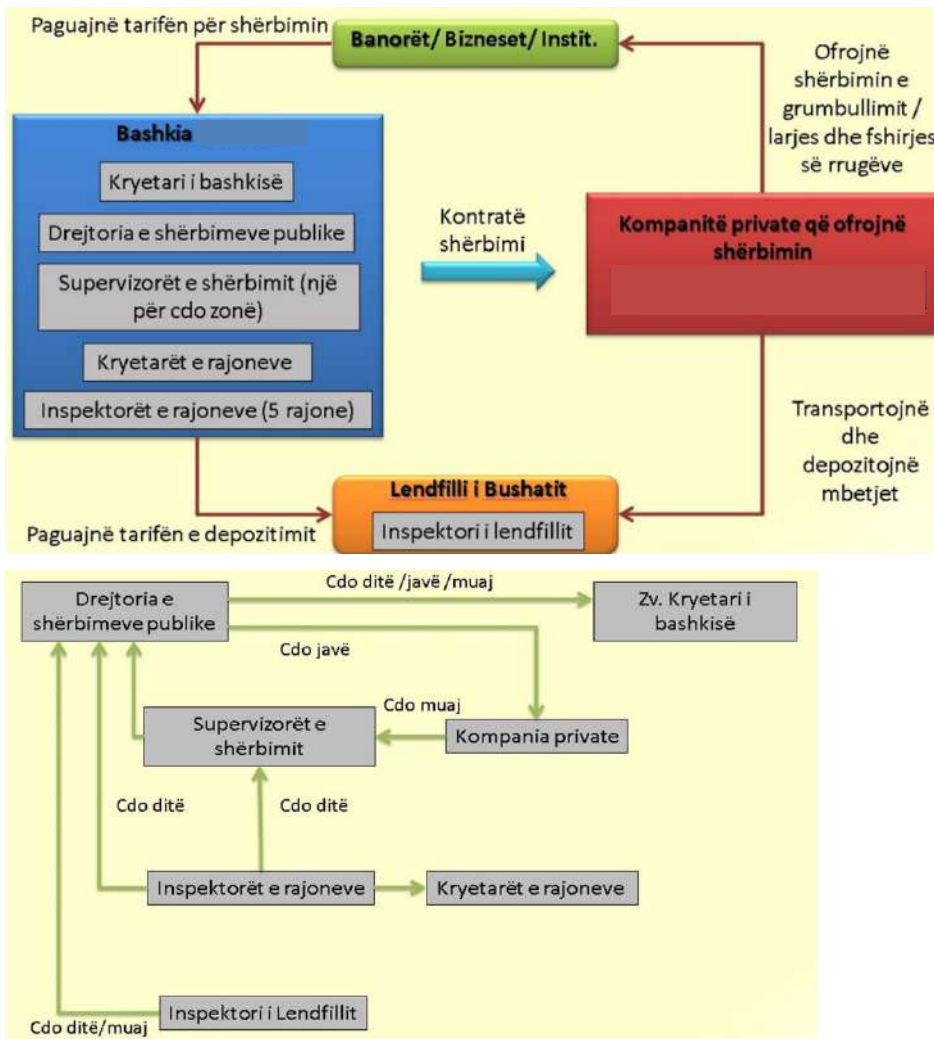 Paguajnë tarifën për shërbimin
Banorët/ Bizneset/ Instit.
Ofrojnë
shërbimin e
grumbullimit /
larjes dhe fshirjes
së rrugëve
Bashkia
Kryetari i bashkisë
Drejtoria e shërbimeve publike
Supervizorët e shërbimit (një
për cdo zonë)
Kryetarët e rajoneve
Inspektorët e rajoneve (5 rajone)
Kontratë
shërbimi
Kompanitë private që ofrojnë
shërbimin
Transportojnë
dhe
depozitojnë
mbetjet
Lendfilli i Bushatit
Inspektori i lendfillit
Paguajnë tarifën e depozitimit
Cdo ditë /javë /muaj
Drejtoria e
shërbimeve publike
Zv. Kryetari i
bashkisë
Cdo javë
Cdo muaj
Supervizorët e
shërbimit
Kompania private
Cdo ditë
Cdo ditë
Inspektorët e rajoneve
Kryetarët e rajoneve
Inspektori i Lendfillit
Cdo ditë/muaj